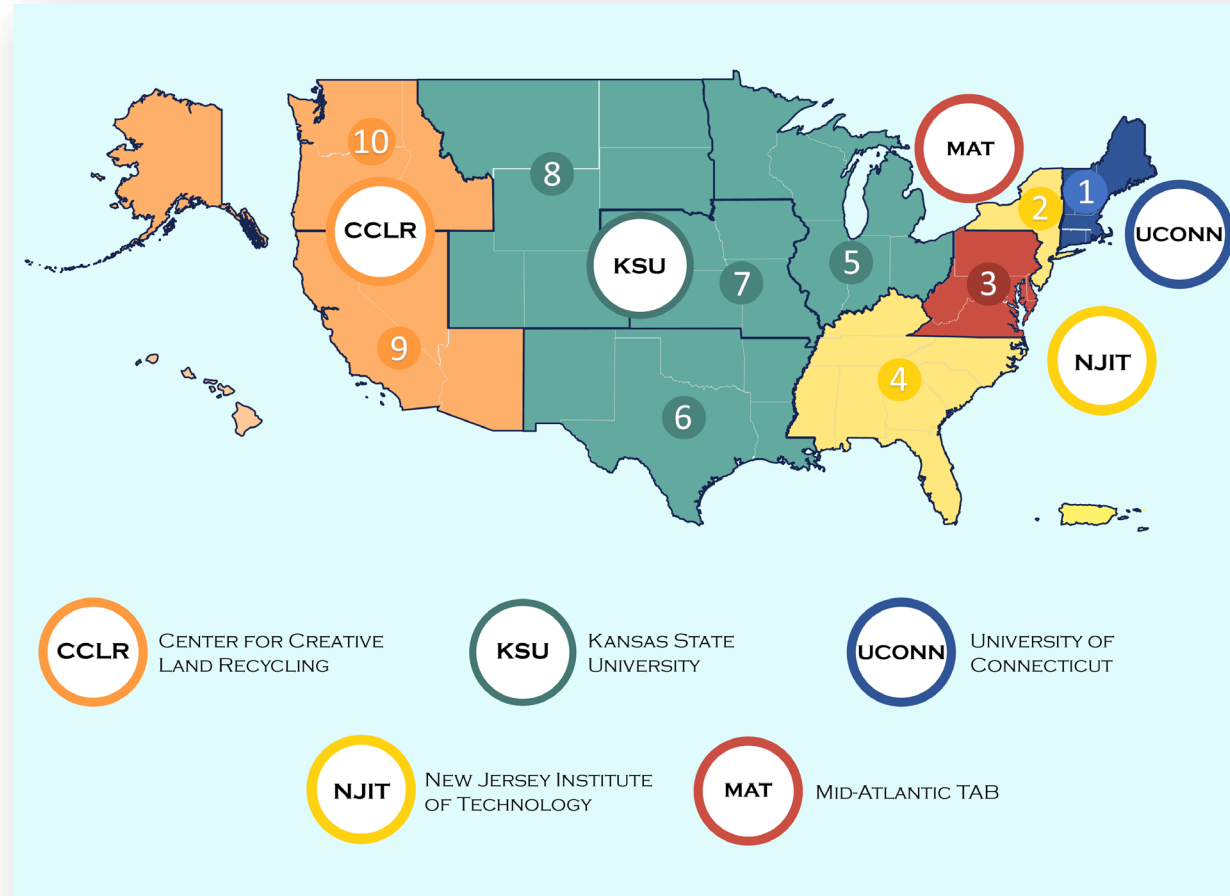 MAT
10
8
1
2
CCLR
UCONN
KSU
5
3
7
9
NJIT
4
6
CCLR
CENTER FOR CREATIVE
LAND RECYCLING
KSU
KANSAS STATE
UNIVERSITY
UCONN
UNIVERSITY OF
CONNECTICUT
NJIT
NEW JERSEY INSTITUTE
OF TECHNOLOGY
MAT
MID-ATLANTIC TAB